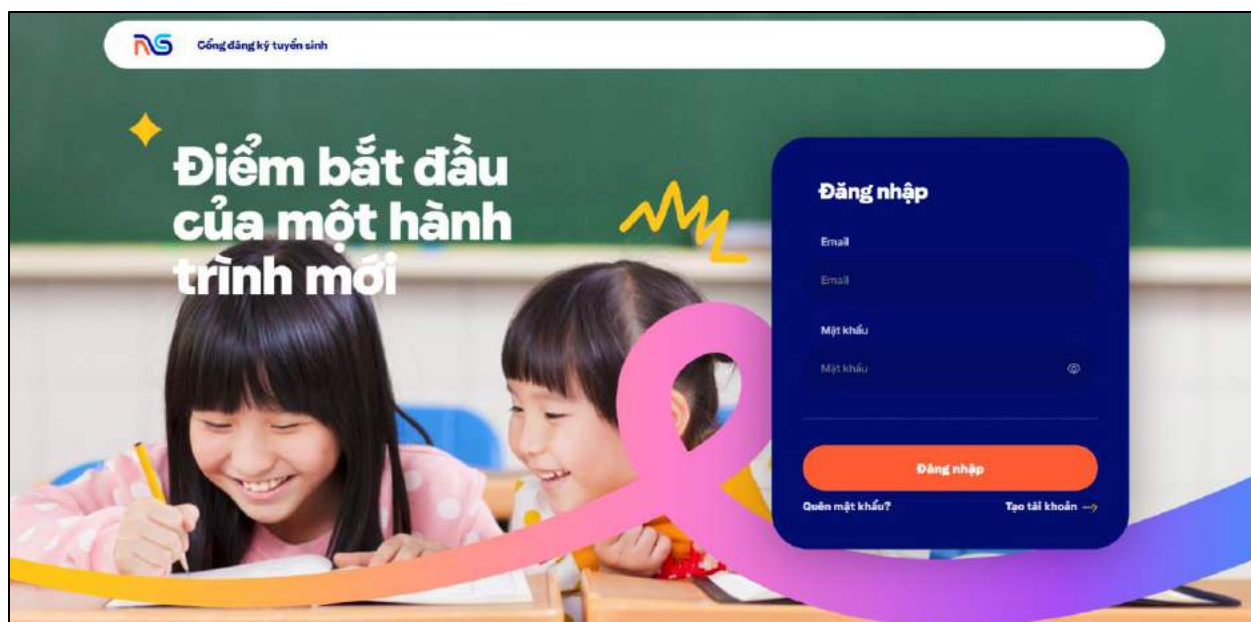 NS Cổng đăng ký tuyển sinh
Điểm bắt đầu
của một hành
trình mới
Đăng nhập
Email
Email
Mật khẩu
Mật khẩu
Đăng nhập
Quên mật khẩu?
Tạo tài khoản →